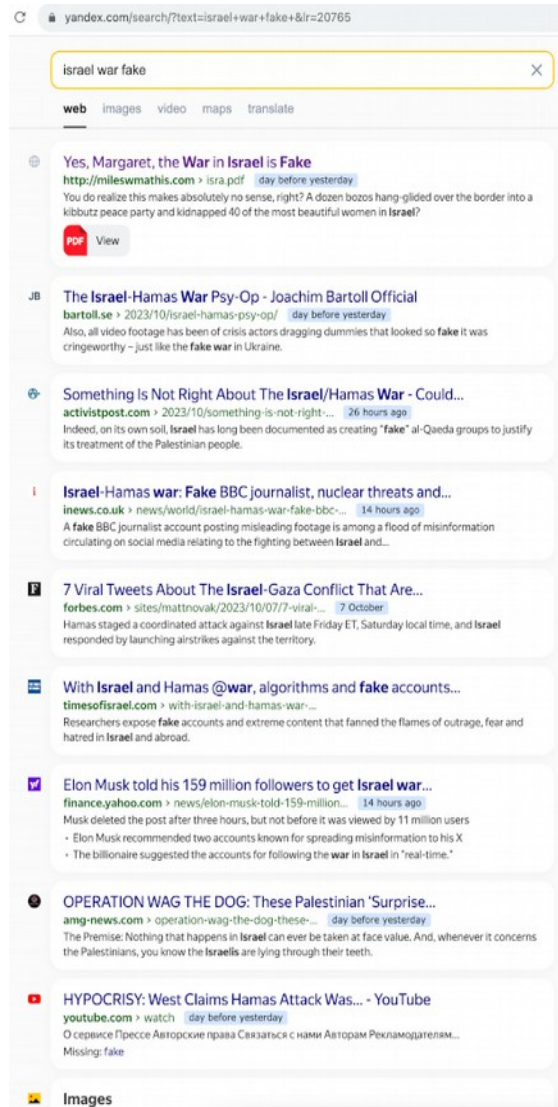 yandex.com/search/?text=israel+war+fake+&lr=20765
israel war fake
web images video maps translate
Yes, Margaret, the War in Israel is Fake
http://mileswmathis.com › isra.pdf day before yesterday
You do realize this makes absolutely no sense, right? A dozen bozos hang-glided over the border into a
kibbutz peace party and kidnapped 40 of the most beautiful women in Israel?
PDF View
JB The Israel-Hamas War Psy-Op - Joachim Bartoll Official
bartoll.se › 2023/10/israel-hamas-psy-op/ day before yesterday
Also, all video footage has been of crisis actors dragging dummies that looked so fake it was
cringeworthy – just like the fake war in Ukraine.
Something Is Not Right About The Israel/Hamas War - Could...
activistpost.com › 2023/10/something-is-not-right-... 26 hours ago
Indeed, on its own soil, Israel has long been documented as creating "fake" al-Qaeda groups to justify
its treatment of the Palestinian people.
i Israel-Hamas war: Fake BBC journalist, nuclear threats and...
inews.co.uk › news/world/israel-hamas-war-fake-bbc-... 14 hours ago
A fake BBC journalist account posting misleading footage is among a flood of misinformation
circulating on social media relating to the fighting between Israel and...
F 7 Viral Tweets About The Israel-Gaza Conflict That Are...
forbes.com › sites/mattnovak/2023/10/07/7-viral-... 7 October
Hamas staged a coordinated attack against Israel late Friday ET, Saturday local time, and Israel
responded by launching airstrikes against the territory.
With Israel and Hamas @war, algorithms and fake accounts...
timesofisrael.com › with-israel-and-hamas-war-...
Researchers expose fake accounts and extreme content that fanned the flames of outrage, fear and
hatred in Israel and abroad.
y! Elon Musk told his 159 million followers to get Israel war...
finance.yahoo.com › news/elon-musk-told-159-million... 14 hours ago
Musk deleted the post after three hours, but not before it was viewed by 11 million users
• Elon Musk recommended two accounts known for spreading misinformation to his X
• The billionaire suggested the accounts for following the war in Israel in "real-time."
OPERATION WAG THE DOG: These Palestinian 'Surprise...
amg-news.com › operation-wag-the-dog-these-... day before yesterday
The Premise: Nothing that happens in Israel can ever be taken at face value. And, whenever it concerns
the Palestinians, you know the Israelis are lying through their teeth.
HYPOCRISY: West Claims Hamas Attack Was... - YouTube
youtube.com › watch day before yesterday
О сервисе Прессе Авторские права Связаться с нами Авторам Рекламодателям...
Missing: fake
Images